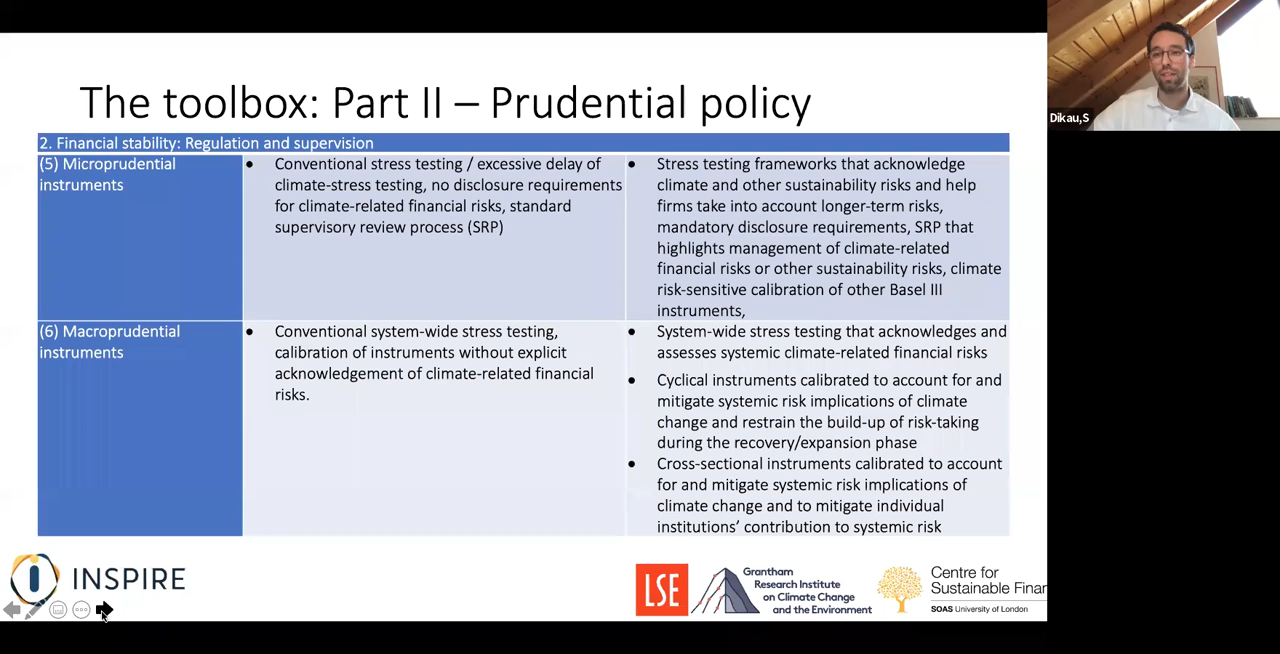 The toolbox: Part II – Prudential policy
2. Financial stability: Regulation and supervision
(5) Microprudential
instruments
• Conventional stress testing / excessive delay of
climate-stress testing, no disclosure requirements
for climate-related financial risks, standard
supervisory review process (SRP)
• Stress testing frameworks that acknowledge
climate and other sustainability risks and help
firms take into account longer-term risks,
mandatory disclosure requirements, SRP that
highlights management of climate-related
financial risks or other sustainability risks, climate
risk-sensitive calibration of other Basel III
instruments,
(6) Macroprudential
instruments
• Conventional system-wide stress testing,
calibration of instruments without explicit
acknowledgement of climate-related financial
risks.
• System-wide stress testing that acknowledges and
assesses systemic climate-related financial risks
• Cyclical instruments calibrated to account for and
mitigate systemic risk implications of climate
change and restrain the build-up of risk-taking
during the recovery/expansion phase
• Cross-sectional instruments calibrated to account
for and mitigate systemic risk implications of
climate change and to mitigate individual
institutions’ contribution to systemic risk
INSPIRE
LSE
Grantham
Research Institute
on Climate Change
and the Environment
Centre for
Sustainable Finan
SOAS University of London
Dikau,S